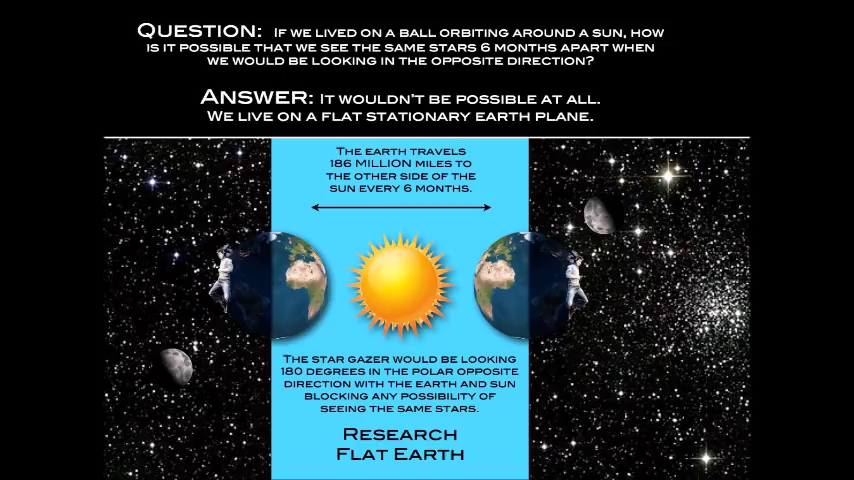 QUESTION: IF WE LIVED ON A BALL ORBITING AROUND A SUN, HOW
IS IT POSSIBLE THAT WE SEE THE SAME STARS 6 MONTHS APART WHEN
WE WOULD BE LOOKING IN THE OPPOSITE DIRECTION?
ANSWER: IT WOULDN'T BE POSSIBLE AT ALL.
WE LIVE ON A FLAT STATIONARY EARTH PLANE.
THE EARTH TRAVELS
186 MILLION MILES TO
THE OTHER SIDE OF THE
SUN EVERY 6 MONTHS.
THE STAR GAZER WOULD BE LOOKING
180 DEGREES IN THE POLAR OPPOSITE
DIRECTION WITH THE EARTH AND SUN
BLOCKING ANY POSSIBILITY OF
SEEING THE SAME STARS.
RESEARCH
FLAT EARTH